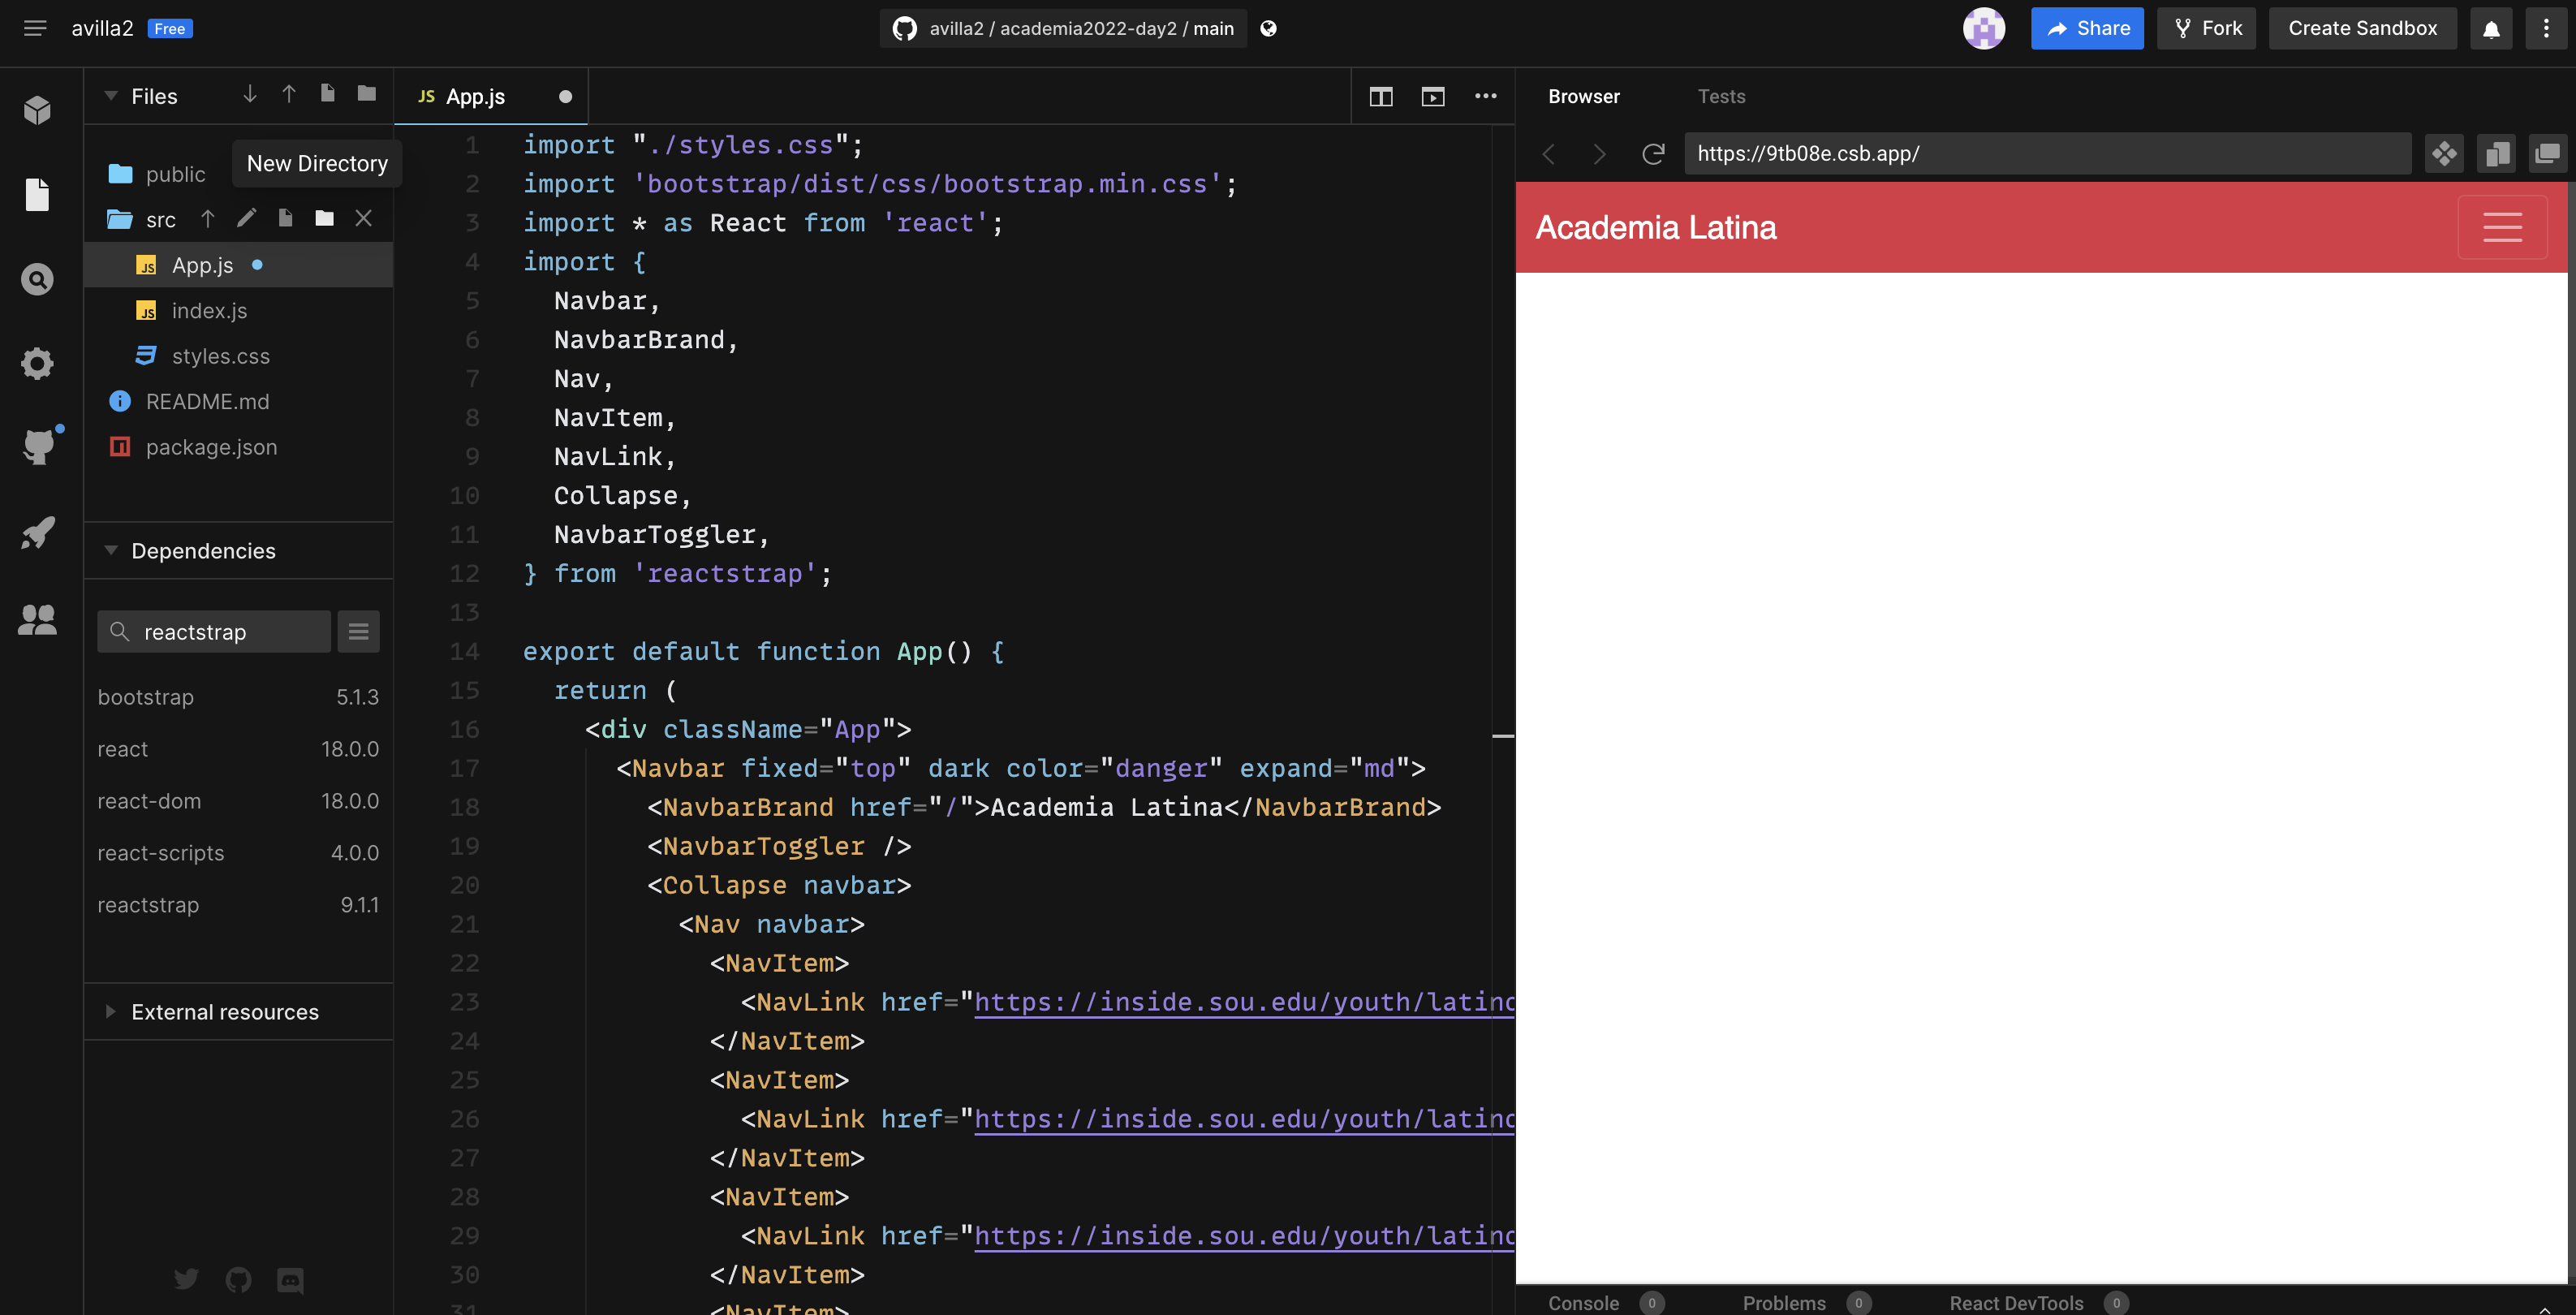 avilla2 Free
avilla2 / academia2022-day2 / main
Share
Fork
Create Sandbox
Files
New Directory
public
src
App.js
index.js
styles.css
README.md
package.json
Dependencies
reactstrap
bootstrap 5.1.3
react 18.0.0
react-dom 18.0.0
react-scripts 4.0.0
reactstrap 9.1.1
External resources
JS App.js
1 import "./styles.css";
2 import 'bootstrap/dist/css/bootstrap.min.css';
3 import * as React from 'react';
4 import {
5 Navbar,
6 NavbarBrand,
7 Nav,
8 NavItem,
9 NavLink,
10 Collapse,
11 NavbarToggler,
12 } from 'reactstrap';
13
14 export default function App() {
15 return (
16 <div className="App">
17 <Navbar fixed="top" dark color="danger" expand="md">
18 <NavbarBrand href="/">Academia Latina</NavbarBrand>
19 <NavbarToggler />
20 <Collapse navbar>
21 <Nav navbar>
22 <NavItem>
23 <NavLink href="https://inside.sou.edu/youth/latino
24 </NavItem>
25 <NavItem>
26 <NavLink href="https://inside.sou.edu/youth/latino
27 </NavItem>
28 <NavItem>
29 <NavLink href="https://inside.sou.edu/youth/latino
30 </NavItem>
31 <NavItem>
Browser Tests
https://9tb08e.csb.app/
Academia Latina
Console 0 Problems 0 React DevTools 0